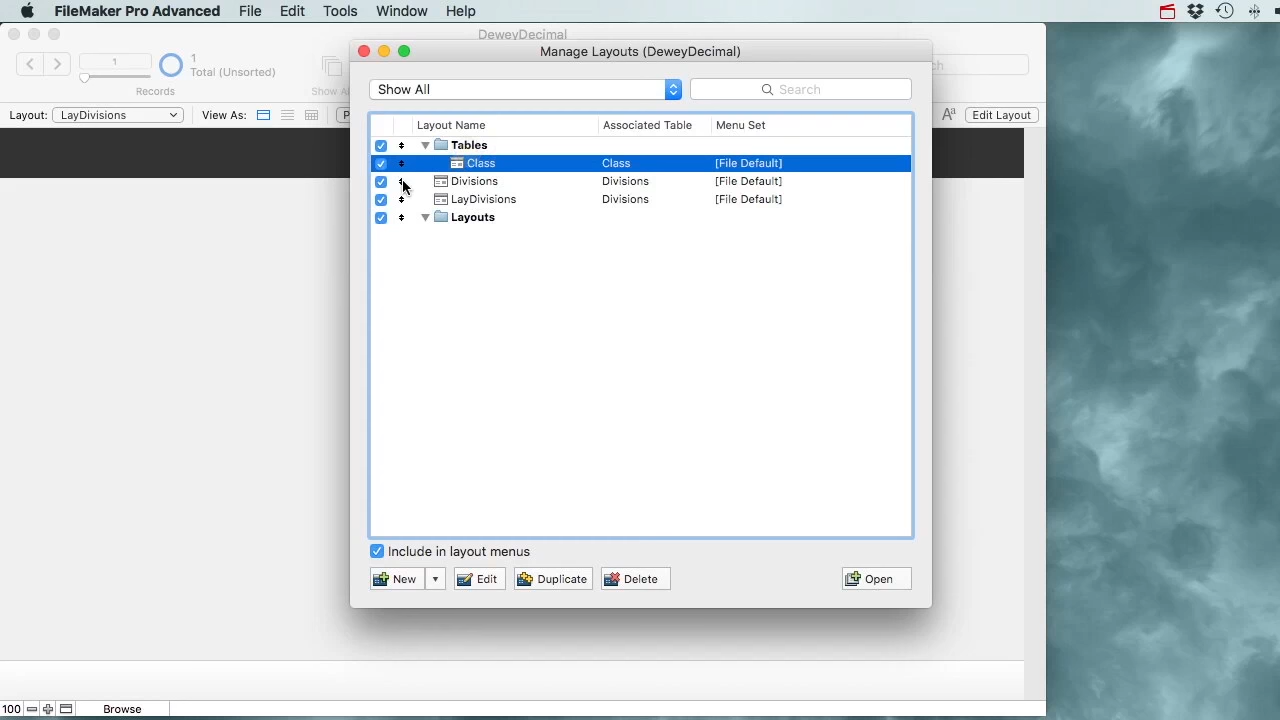 FileMaker Pro Advanced File Edit Tools Window Help
DeweyDecimal
Manage Layouts (DeweyDecimal)
1
1
Total (Unsorted)
Records
Show All
Search
Layout: LayDivisions View As:
Aa Edit Layout
Layout Name Associated Table Menu Set
Tables
Class Class [File Default]
Divisions Divisions [File Default]
LayDivisions Divisions [File Default]
Layouts
Include in layout menus
New Edit Duplicate Delete Open
100 Browse